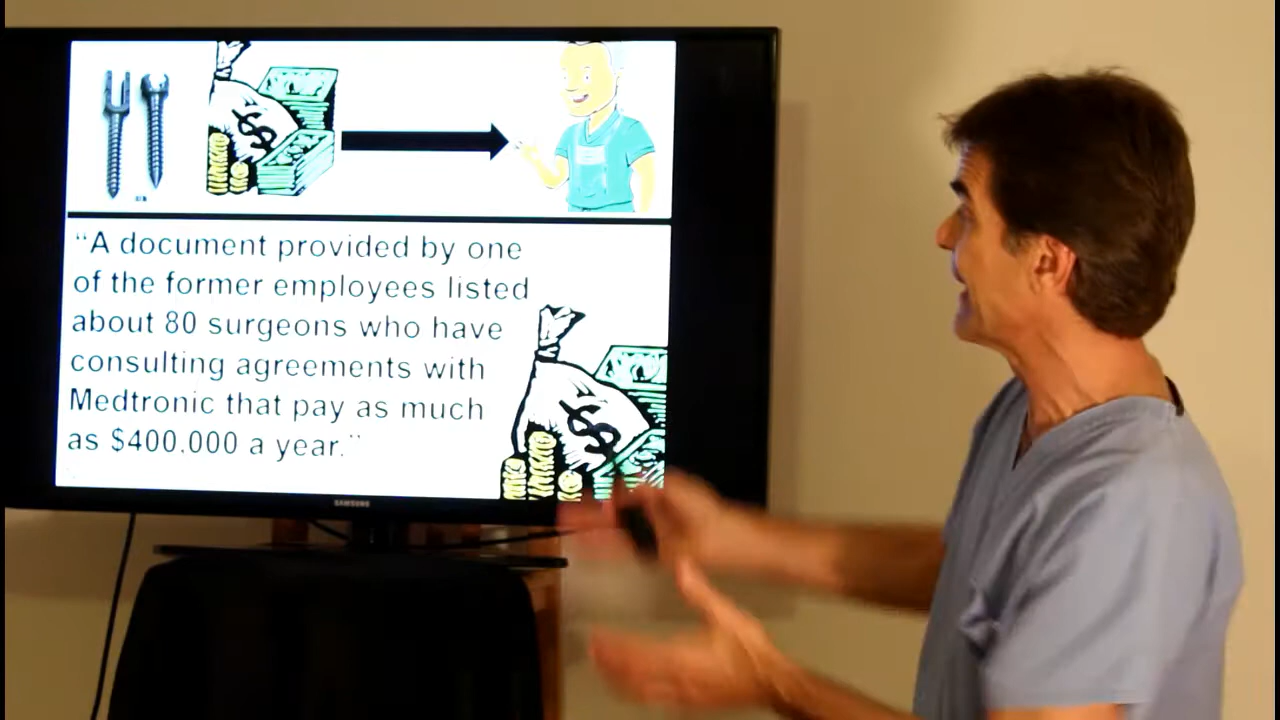 “A document provided by one
of the former employees listed
about 80 surgeons who have
consulting agreements with
Medtronic that pay as much
as $400,000 a year.”
SAMSUNG